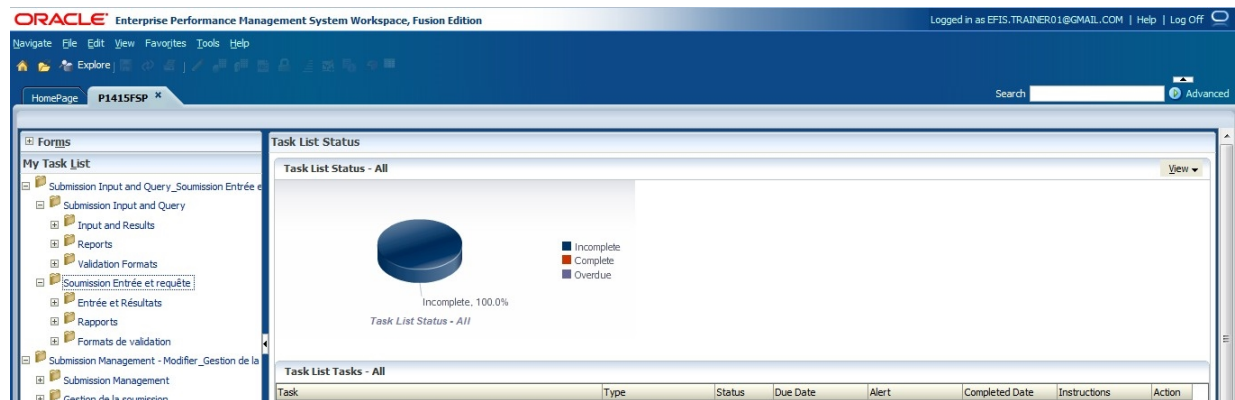 ORACLE Enterprise Performance Management System Workspace, Fusion Edition
Logged in as EFIS.TRAINER01@GMAIL.COM | Help | Log Off
Navigate File Edit View Favorites Tools Help
Explore
HomePage P1415FSP
Search Advanced
Forms
My Task List
Submission Input and Query_Soumission Entrée e
Submission Input and Query
Input and Results
Reports
Validation Formats
Soumission Entrée et requête
Entrée et Résultats
Rapports
Formats de validation
Submission Management - Modifier_Gestion de la
Submission Management
Gestion de la soumission
Task List Status
Task List Status - All
View
Incomplete
Complete
Overdue
Incomplete, 100.0%
Task List Status - All
Task List Tasks - All
Task Type Status Due Date Alert Completed Date Instructions Action